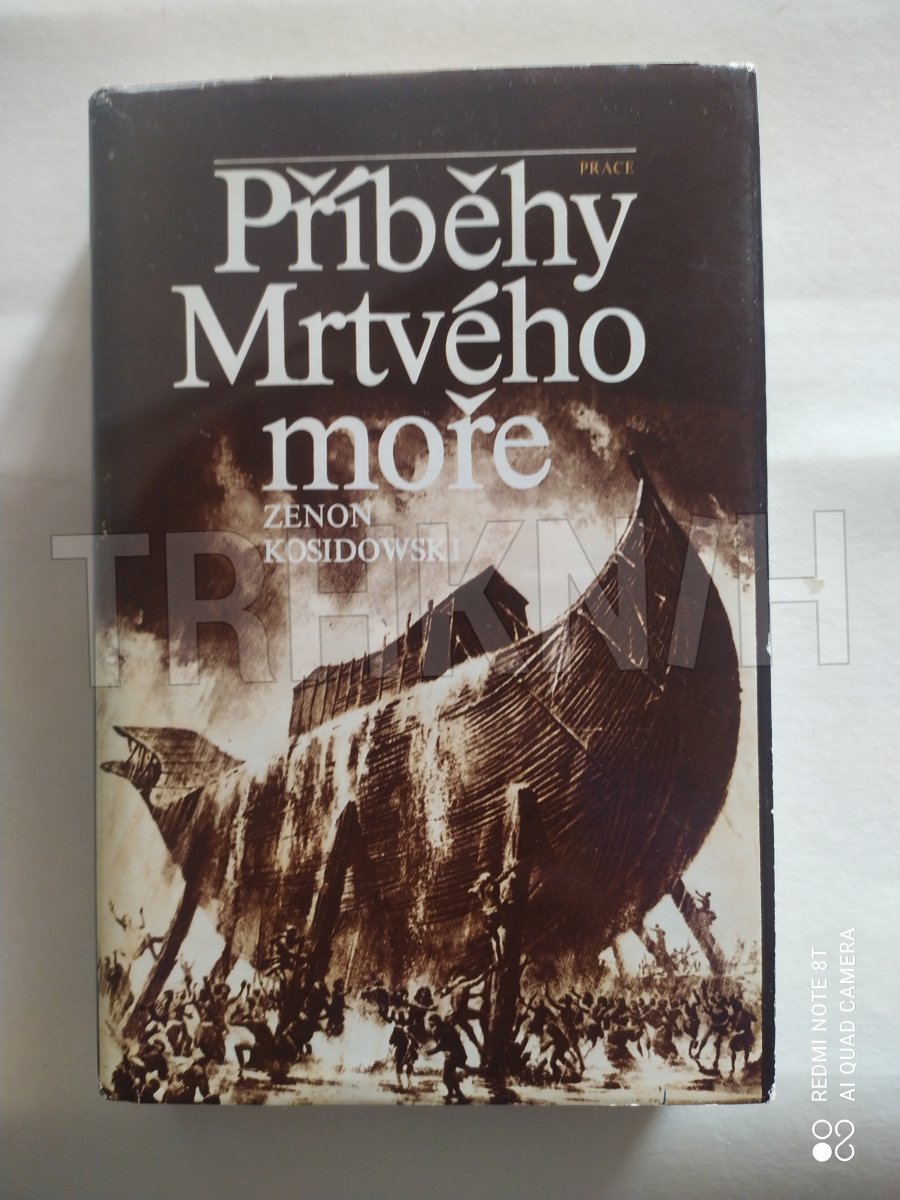 PRÁCE
Příběhy
Mrtvého
moře
ZENON
KOSIDOWSKI
TRHKNIH
REDMI NOTE 8T
AI QUAD CAMERA